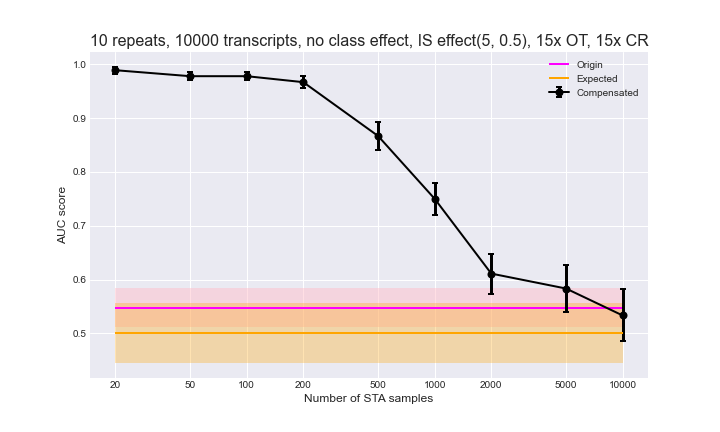 10 repeats, 10000 transcripts, no class effect, IS effect(5, 0.5), 15x OT, 15x CR
Origin
Expected
Compensated
1.0
0.9
0.8
0.7
0.6
0.5
AUC score
20 50 100 200 500 1000 2000 5000 10000
Number of STA samples